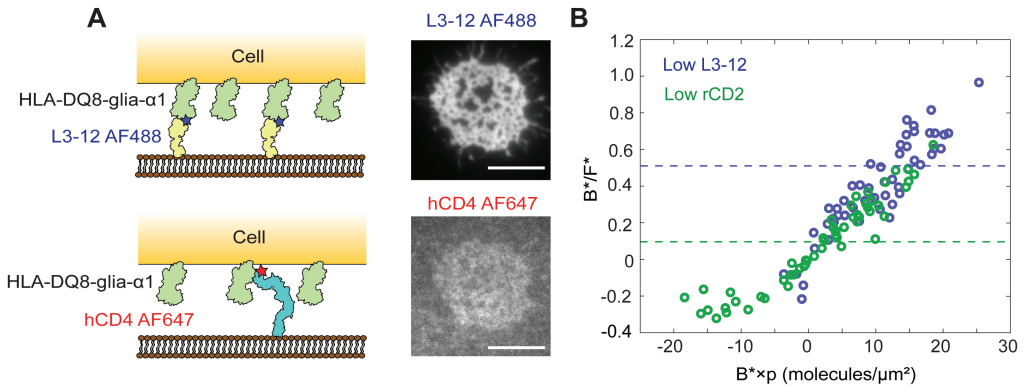 A
Cell
HLA-DQ8-glia-α1
L3-12 AF488
Cell
HLA-DQ8-glia-α1
hCD4 AF647
L3-12 AF488
hCD4 AF647
B
Low L3-12
Low rCD2
B*/F*
1.2
1.0
0.8
0.6
0.4
0.2
0
-0.2
-0.4
-20
-10
0
10
20
30
B*×p (molecules/µm²)